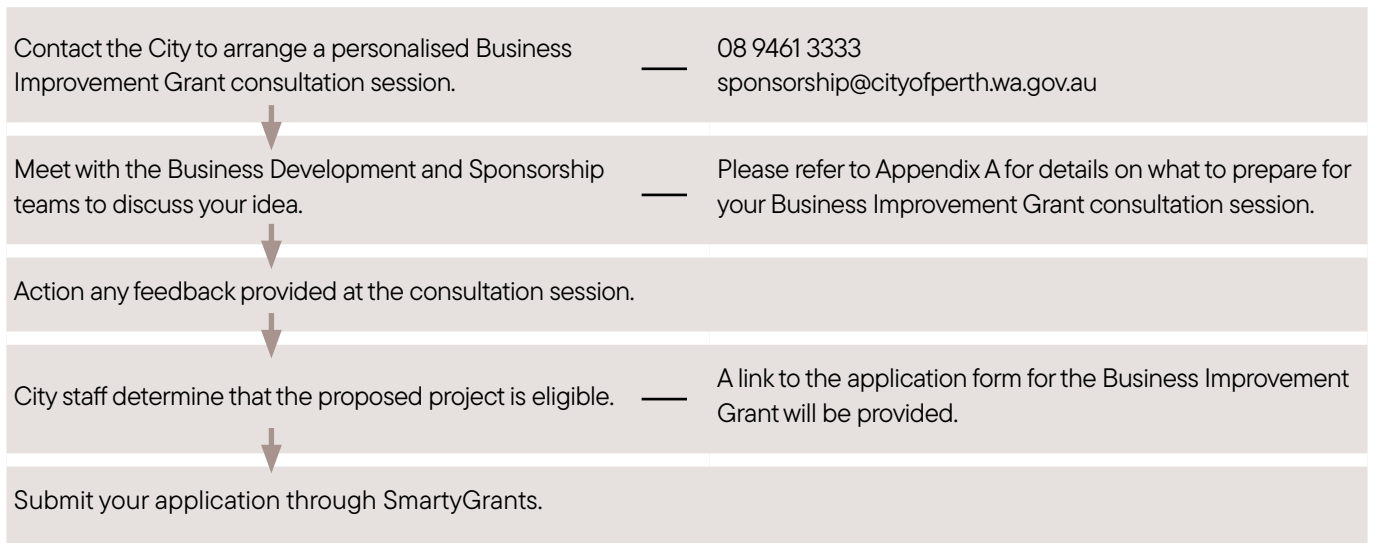 Contact the City to arrange a personalised Business
Improvement Grant consultation session.
08 9461 3333
sponsorship@cityofperth.wa.gov.au
Meet with the Business Development and Sponsorship
teams to discuss your idea.
Please refer to Appendix A for details on what to prepare for
your Business Improvement Grant consultation session.
Action any feedback provided at the consultation session.
City staff determine that the proposed project is eligible.
A link to the application form for the Business Improvement
Grant will be provided.
Submit your application through SmartyGrants.